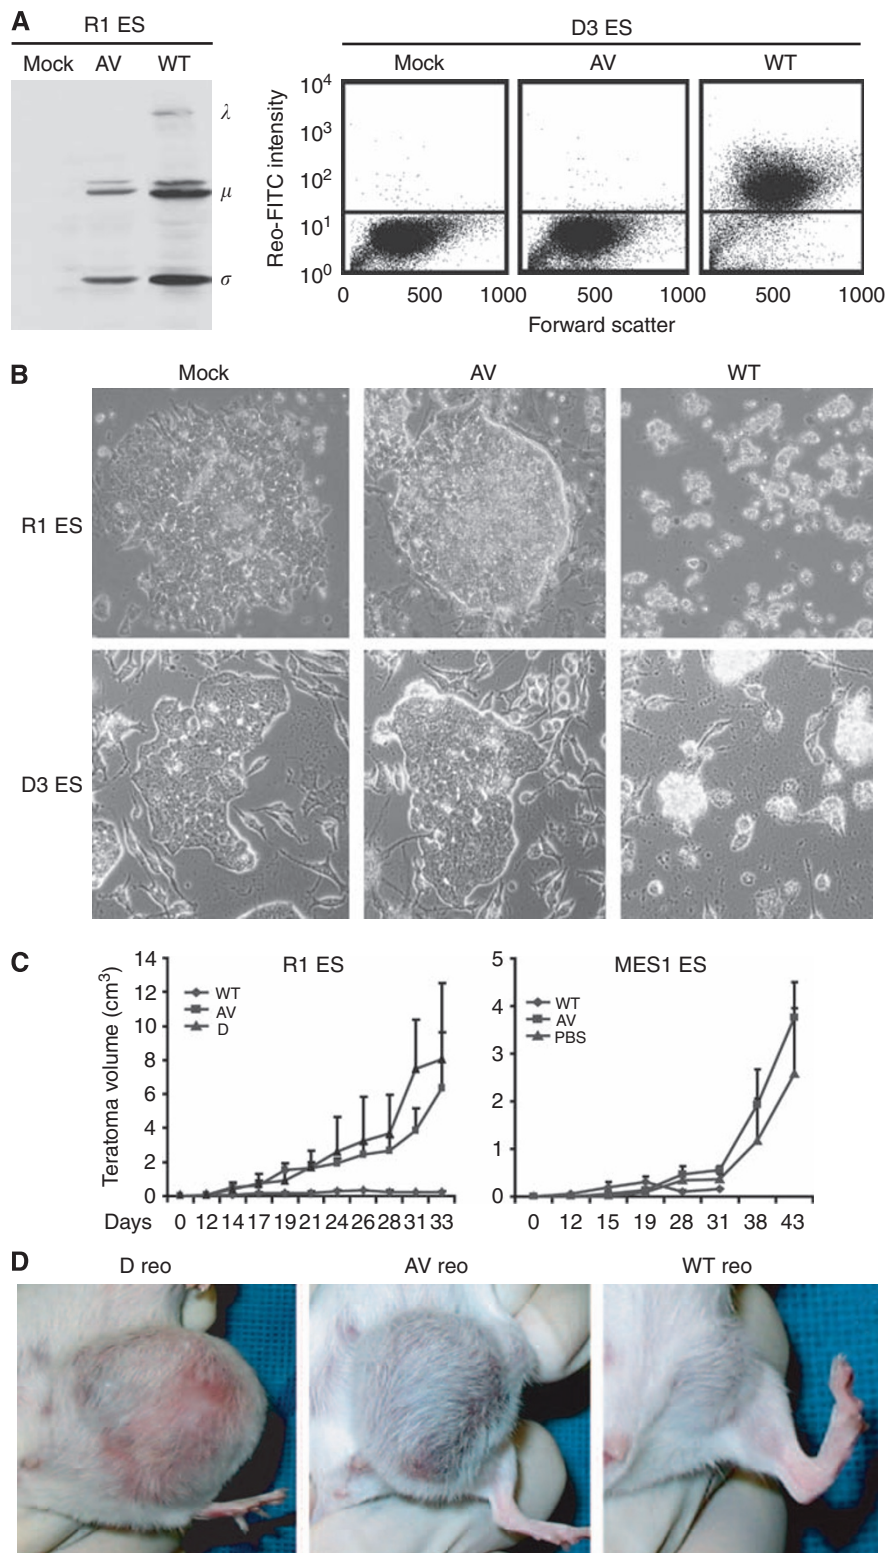 A
R1 ES
D3 ES
Mock AV WT
Mock AV WT
λ
μ
σ
Reo-FITC intensity
10⁴
10³
10²
10¹
10⁰
0 500 1000 500 1000 500 1000
Forward scatter
B
Mock AV WT
R1 ES
D3 ES
C
R1 ES
Teratoma volume (cm³)
14
12
10
8
6
4
2
0
WT
AV
D
Days 0 12 14 17 19 21 24 26 28 31 33
MES1 ES
5
4
3
2
1
0
WT
AV
PBS
0 12 15 19 28 31 38 43
D
D reo AV reo WT reo